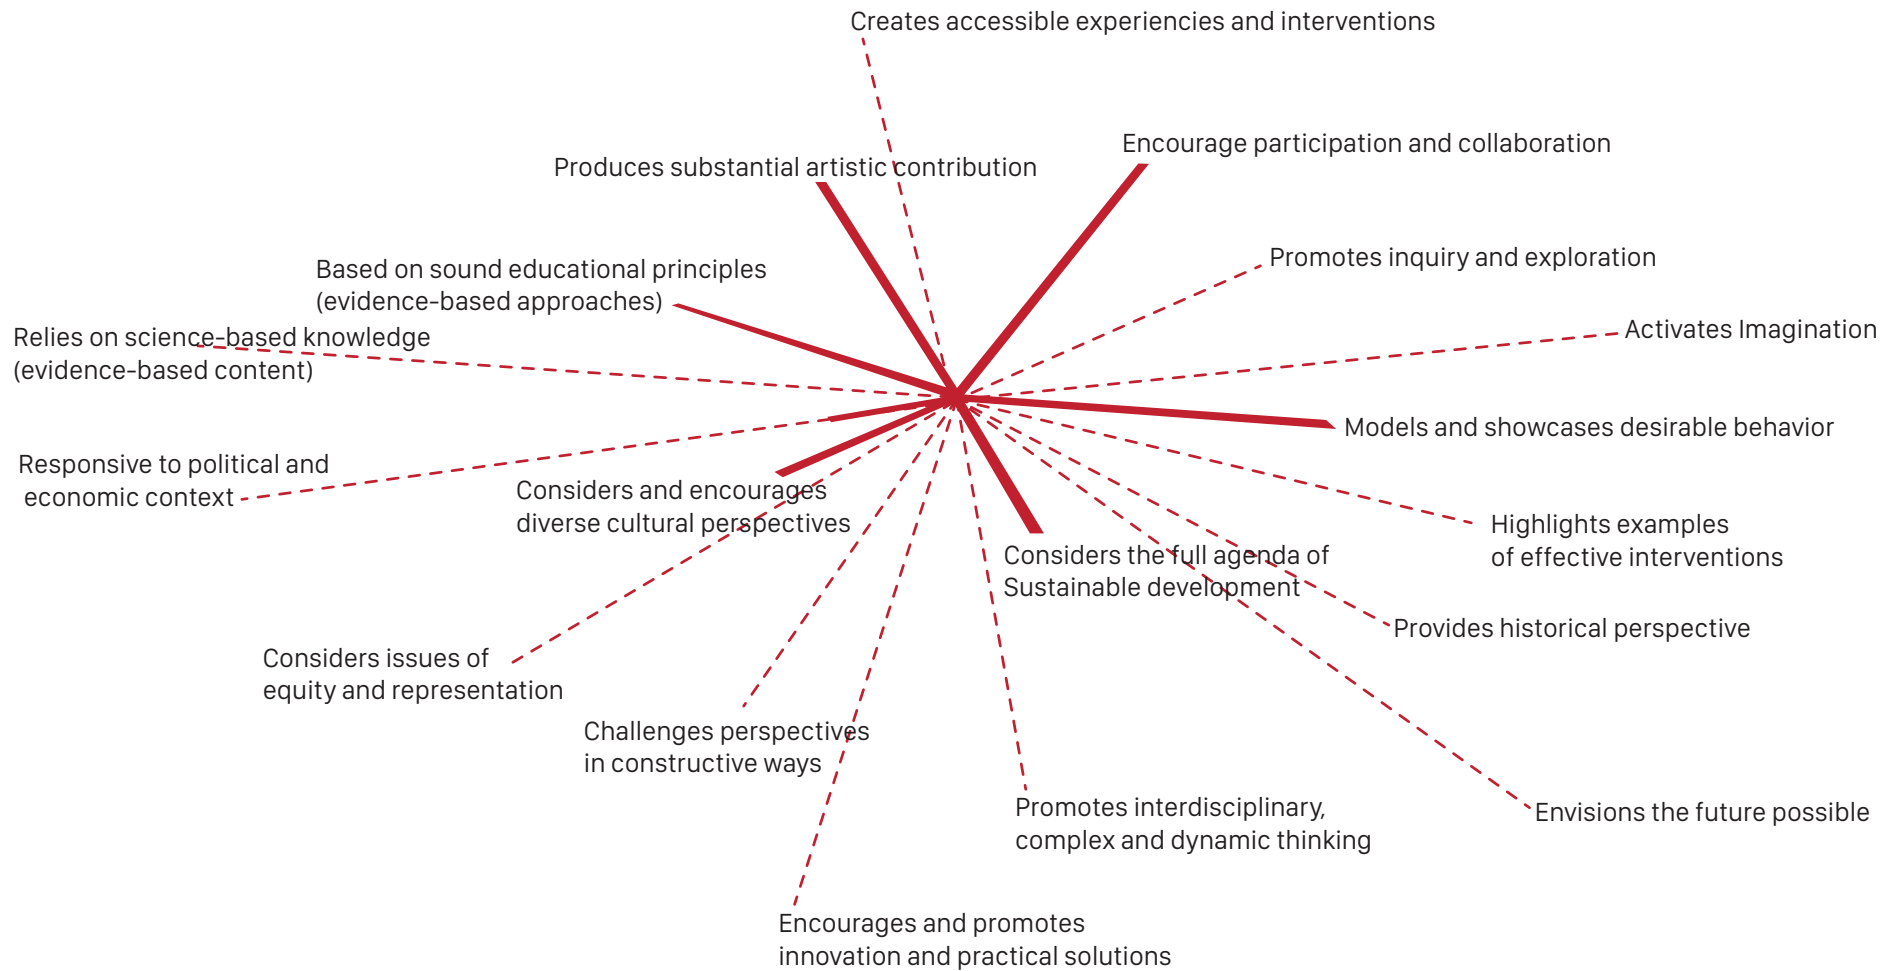 Creates accessible experiencies and interventions
Encourage participation and collaboration
Produces substantial artistic contribution
Promotes inquiry and exploration
Based on sound educational principles
(evidence-based approaches)
Activates Imagination
Relies on science-based knowledge
(evidence-based content)
Models and showcases desirable behavior
Responsive to political and
economic context
Considers and encourages
diverse cultural perspectives
Highlights examples
of effective interventions
Considers the full agenda of
Sustainable development
Provides historical perspective
Considers issues of
equity and representation
Challenges perspectives
in constructive ways
Promotes interdisciplinary,
complex and dynamic thinking
Envisions the future possible
Encourages and promotes
innovation and practical solutions